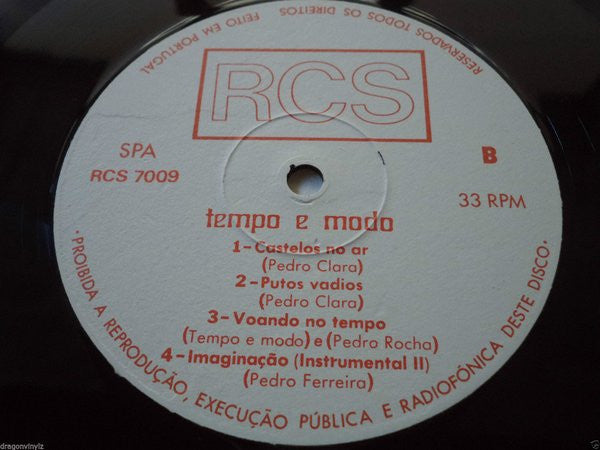 RESERVADOS TODOS OS DIREITOS
FEITO EM PORTUGAL
RCS
SPA
RCS 7009
B
33 RPM
tempo e modo
1-Castelos no ar
(Pedro Clara)
2-Putos vadios
(Pedro Clara)
3-Voando no tempo
(Tempo e modo) e (Pedro Rocha)
4-Imaginação (Instrumental II)
(Pedro Ferreira)
·PROIBIDA A REPRODUÇÃO, EXECUÇÃO PÚBLICA E RADIOFÓNICA DESTE DISCO·
dragonvinylz